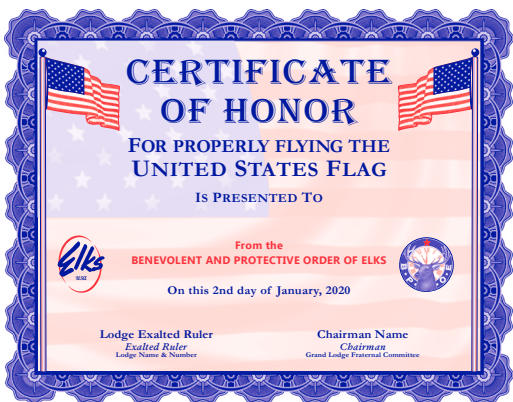 CERTIFICATE
OF HONOR
FOR PROPERLY FLYING THE
UNITED STATES FLAG
IS PRESENTED TO
From the
BENEVOLENT AND PROTECTIVE ORDER OF ELKS
Elks
B.P.O.E.
On this 2nd day of January, 2020
Lodge Exalted Ruler
Exalted Ruler
Lodge Name & Number
Chairman Name
Chairman
Grand Lodge Fraternal Committee